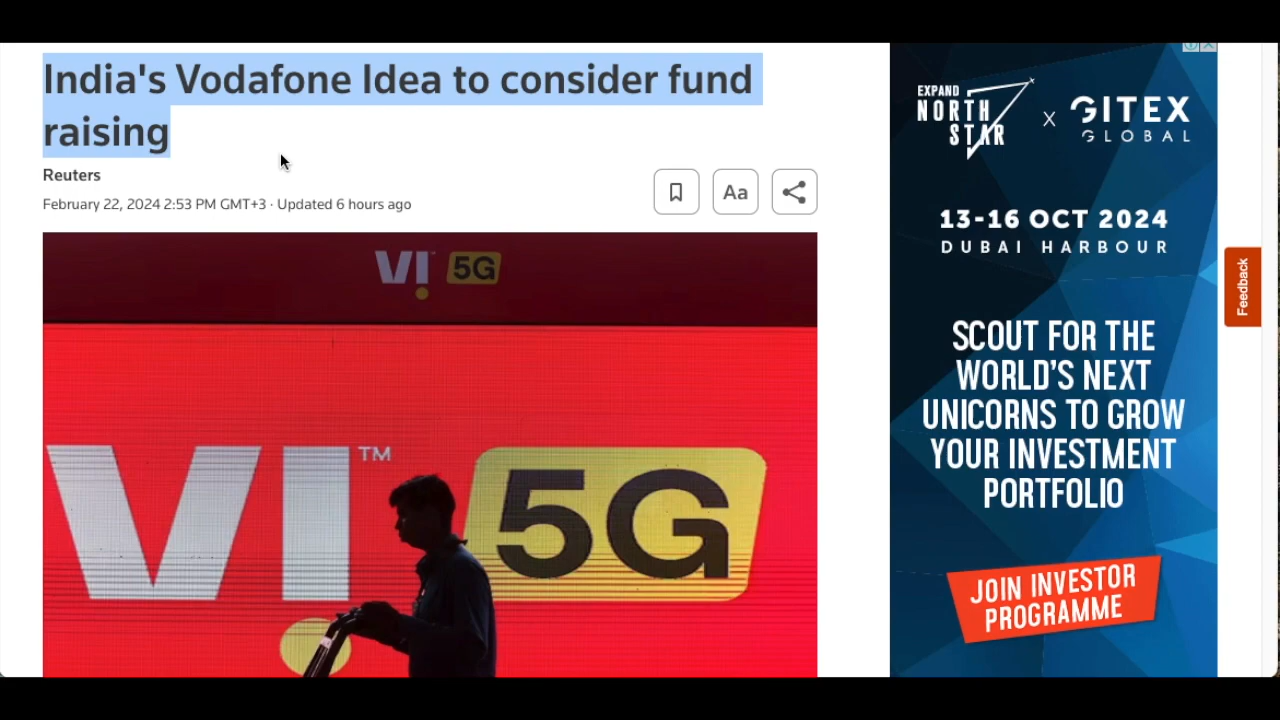 India's Vodafone Idea to consider fund
raising
Reuters
February 22, 2024 2:53 PM GMT+3 · Updated 6 hours ago
Aa
VI 5G
VI™ 5G
EXPAND
NORTH
STAR
X
GITEX
GLOBAL
13-16 OCT 2024
DUBAI HARBOUR
SCOUT FOR THE
WORLD'S NEXT
UNICORNS TO GROW
YOUR INVESTMENT
PORTFOLIO
JOIN INVESTOR
PROGRAMME
Feedback